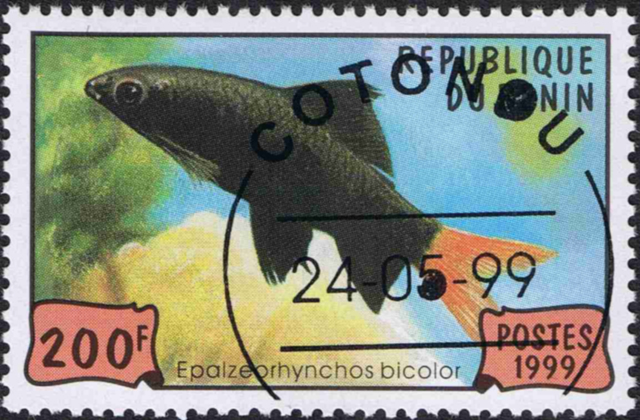 REPUBLIQUE
DU BENIN
COTONOU
24-05-99
200F
POSTES
1999
Epalzeorhynchos bicolor